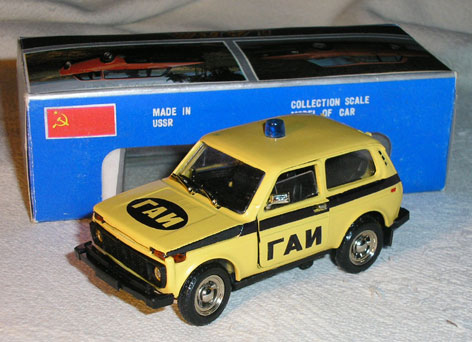 MADE IN
USSR
COLLECTION SCALE
MODEL OF CAR
ГАИ
ГАИ